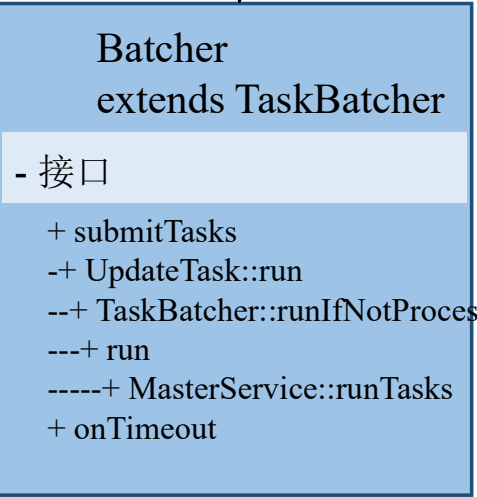 Batcher
extends TaskBatcher
- 接口
+ submitTasks
-+ UpdateTask::run
--+ TaskBatcher::runIfNotProces
---+ run
-----+ MasterService::runTasks
+ onTimeout